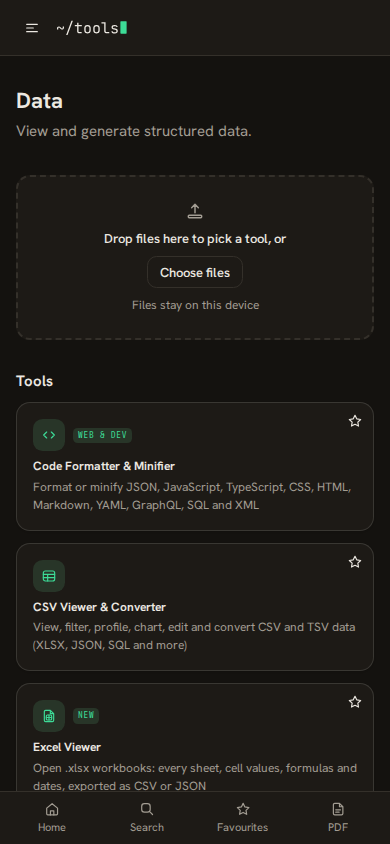 ~/tools
Data
View and generate structured data.
Drop files here to pick a tool, or
Choose files
Files stay on this device
Tools
WEB & DEV
Code Formatter & Minifier
Format or minify JSON, JavaScript, TypeScript, CSS, HTML,
Markdown, YAML, GraphQL, SQL and XML
CSV Viewer & Converter
View, filter, profile, chart, edit and convert CSV and TSV data
(XLSX, JSON, SQL and more)
NEW
Excel Viewer
Open .xlsx workbooks: every sheet, cell values, formulas and
dates, exported as CSV or JSON
Home
Search
Favourites
PDF